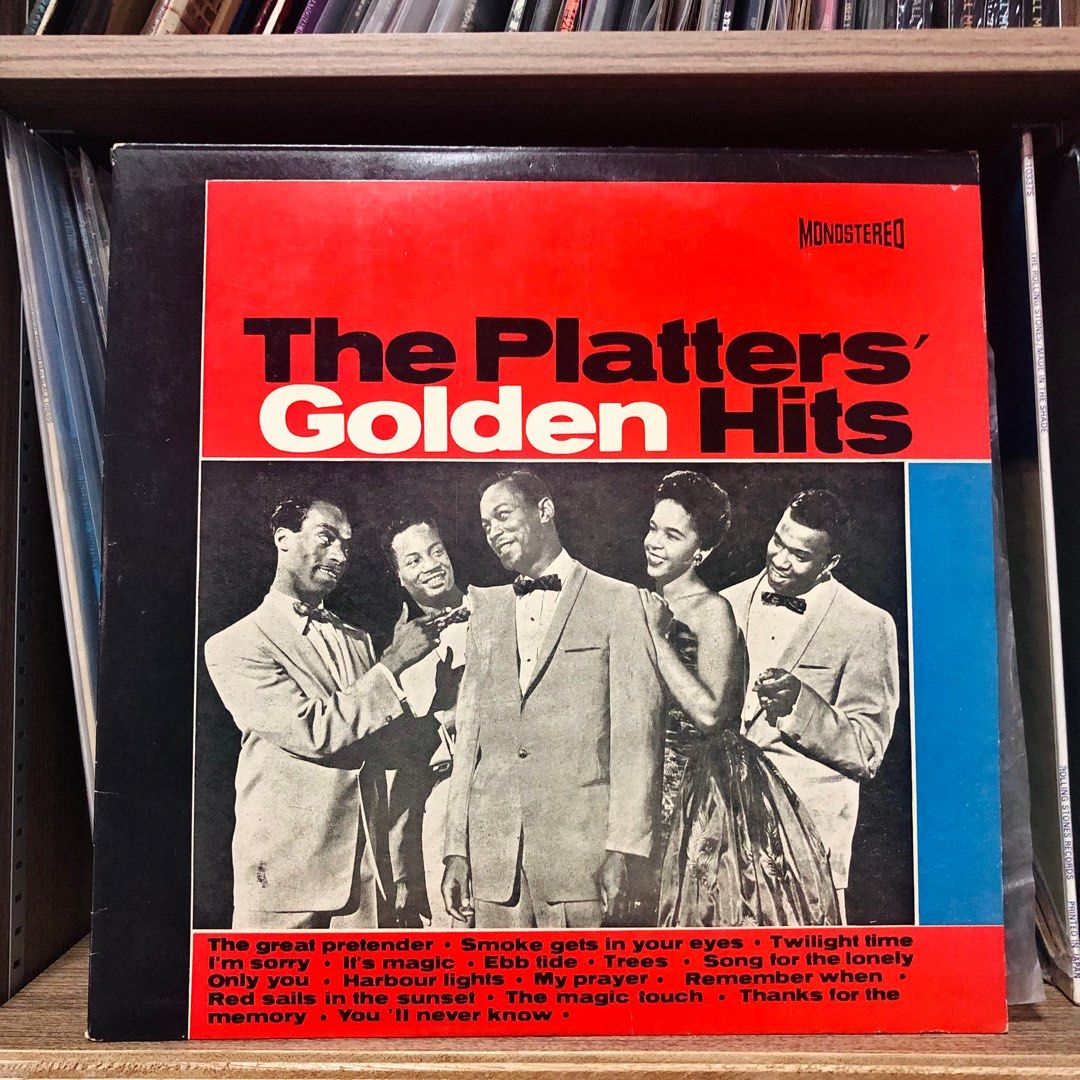 MONOSTEREO
The Platters'
Golden Hits
The great pretender • Smoke gets in your eyes • Twilight time
I'm sorry • It's magic • Ebb tide • Trees • Song for the lonely
Only you • Harbour lights • My prayer • Remember when •
Red sails in the sunset • The magic touch • Thanks for the
memory • You 'll never know •
THE ROLLING STONES/MADE IN THE SHADE
ROLLING STONES RECORDS
PRINTED IN JAPAN